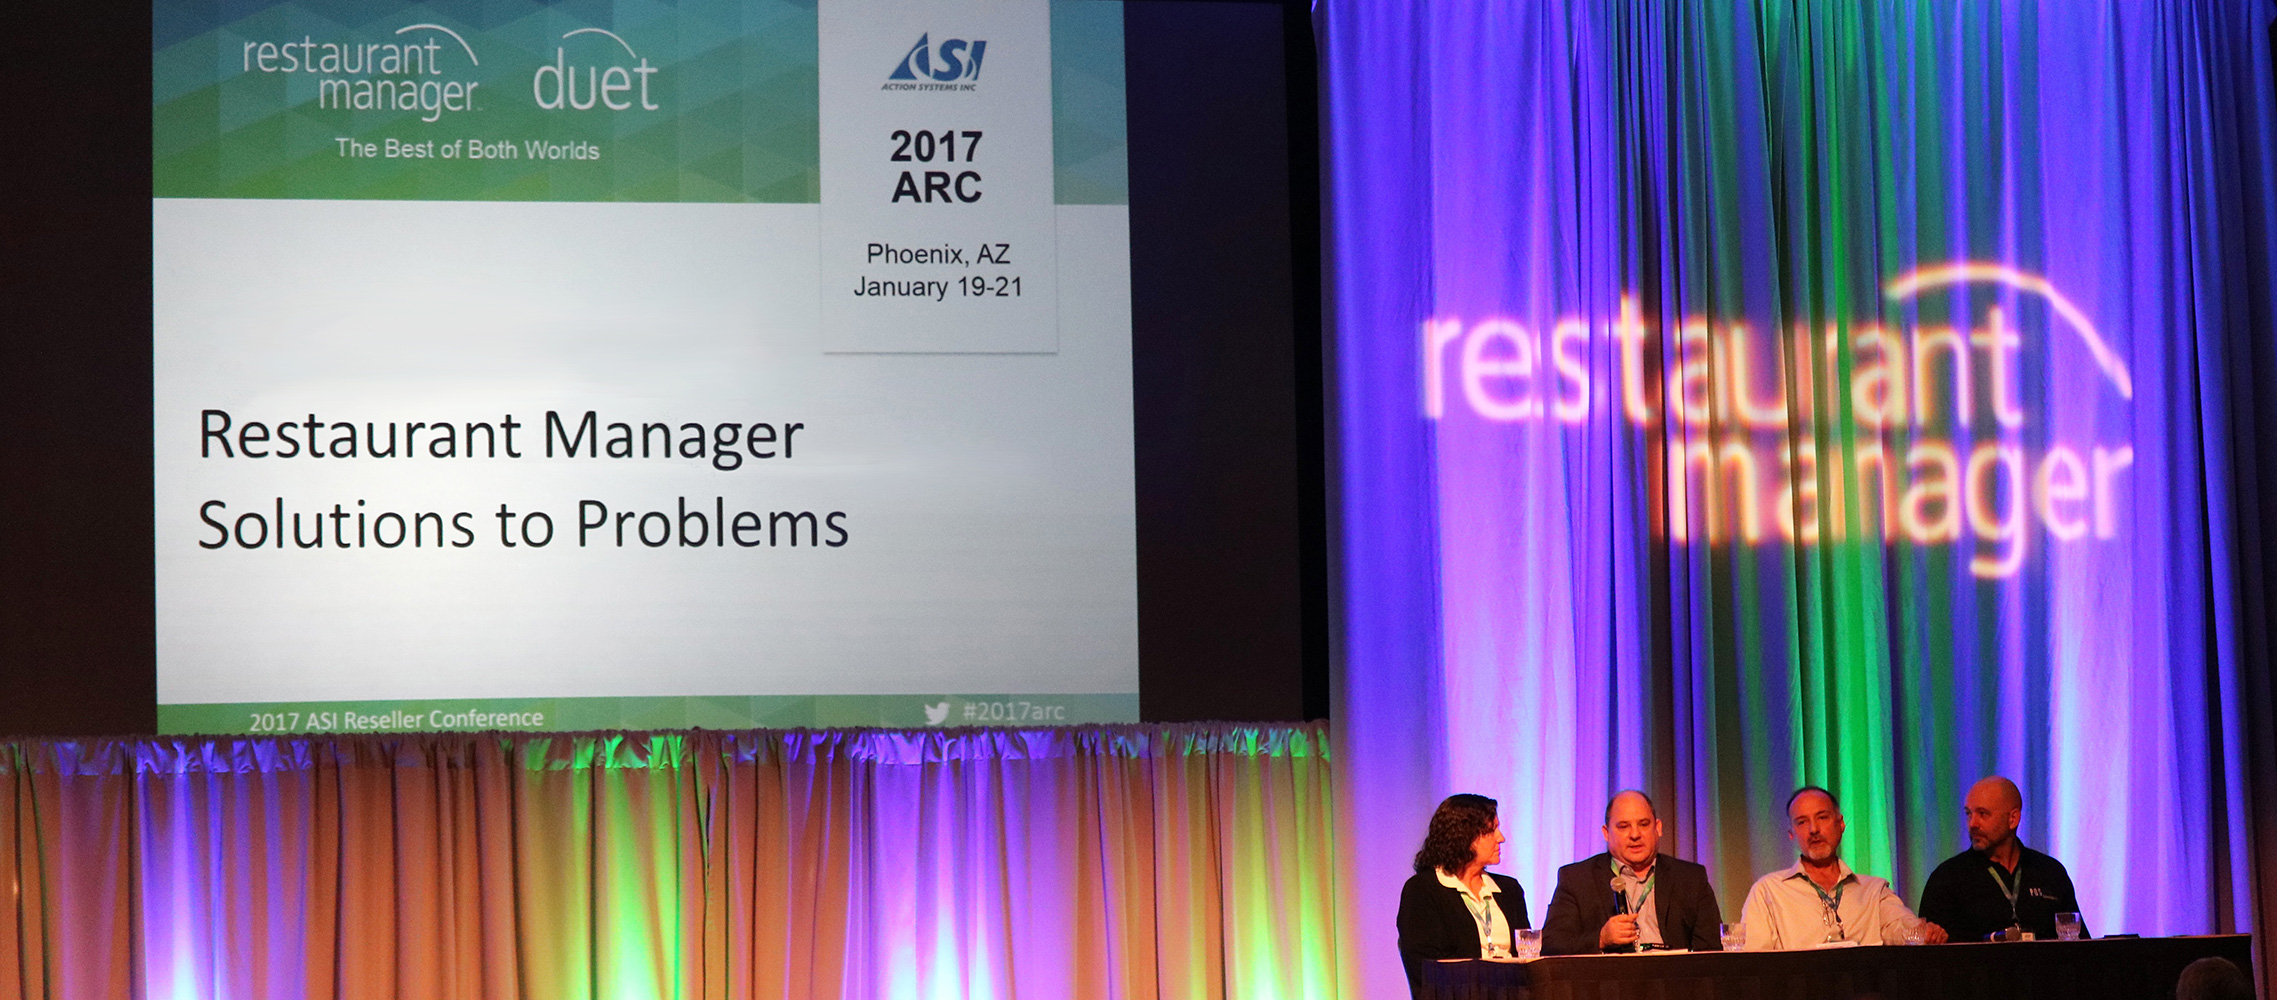 restaurant
manager
duet
The Best of Both Worlds
ASI
ACTION SYSTEMS INC
2017
ARC
Phoenix, AZ
January 19-21
Restaurant Manager
Solutions to Problems
2017 ASI Reseller Conference
#2017arc
restaurant
manager
POS